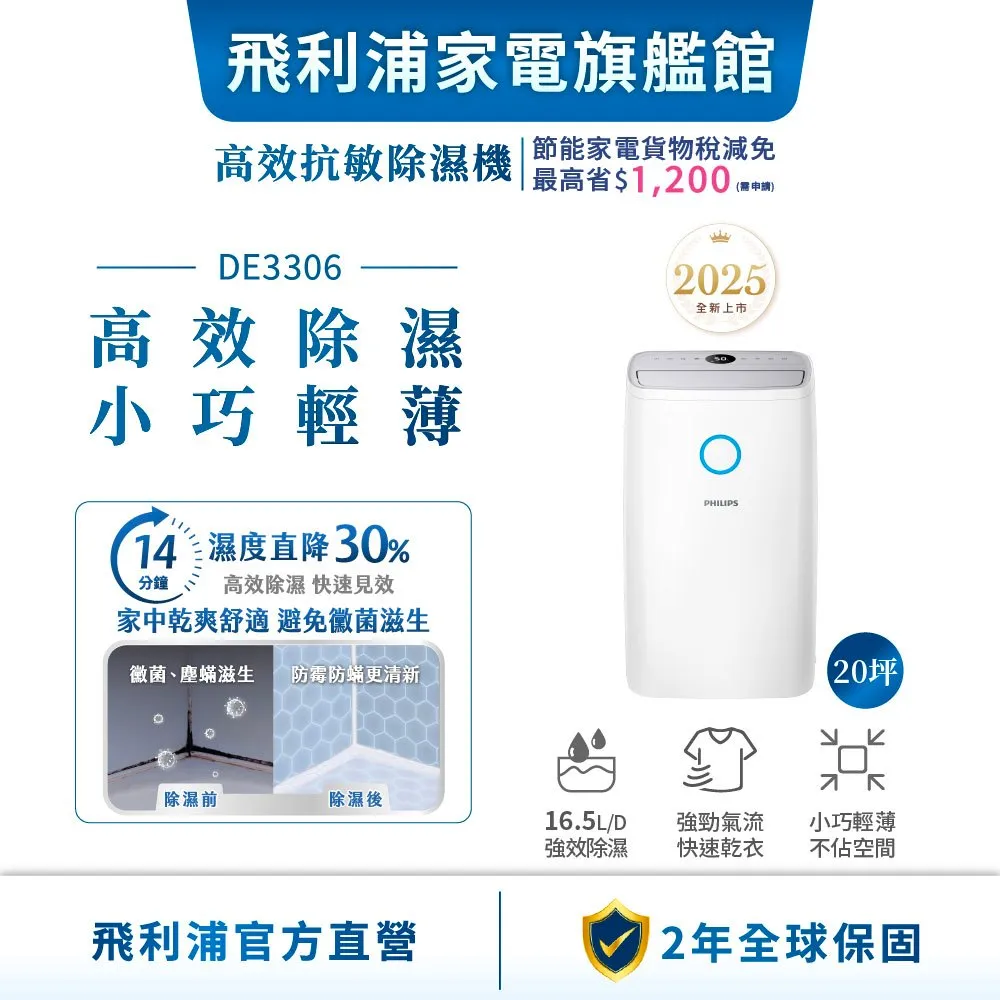 飛利浦家電旗艦館
高效抗敏除濕機
節能家電貨物稅減免
最高省$1,200 (需申請)
DE3306
高效除濕
小巧輕薄
2025
全新上市
50
PHILIPS
20坪
14
分鐘
濕度直降30%
高效除濕 快速見效
家中乾爽舒適 避免黴菌滋生
黴菌、塵蟎滋生
防霉防蟎更清新
除濕前
除濕後
16.5L/D
強效除濕
強勁氣流
快速乾衣
小巧輕薄
不佔空間
飛利浦官方直營
2年全球保固